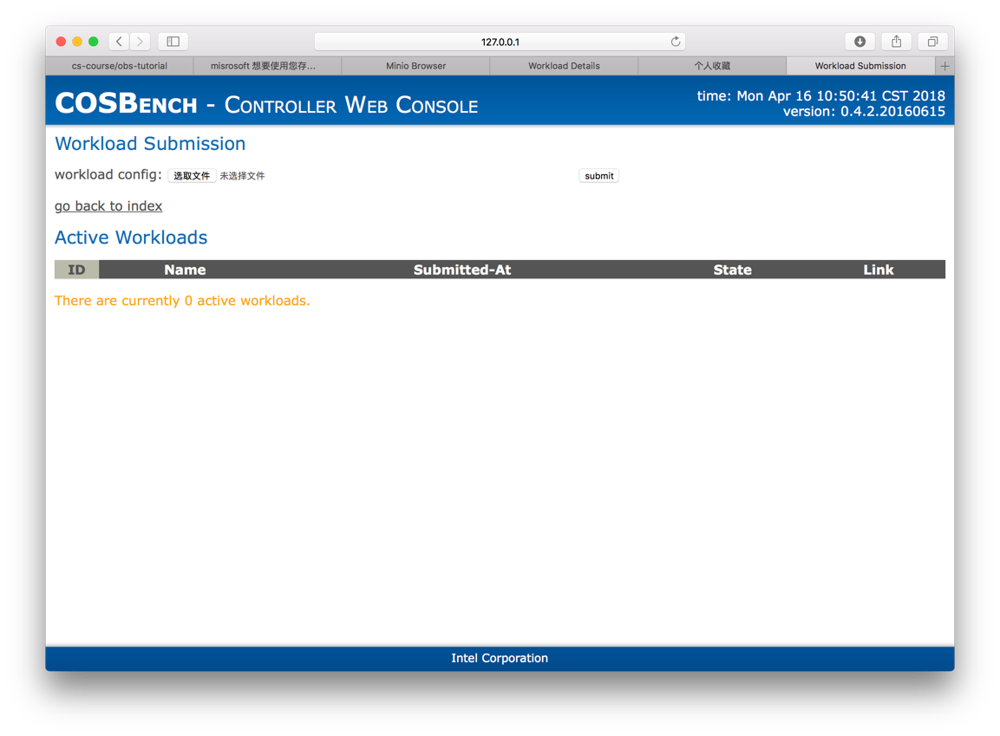 127.0.0.1
cs-course/obs-tutorial
misrosoft 想要使用您存...
Minio Browser
Workload Details
个人收藏
Workload Submission
COSBENCH - CONTROLLER WEB CONSOLE
time: Mon Apr 16 10:50:41 CST 2018
version: 0.4.2.20160615
Workload Submission
workload config: 选取文件 未选择文件 submit
go back to index
Active Workloads
ID Name Submitted-At State Link
There are currently 0 active workloads.
Intel Corporation